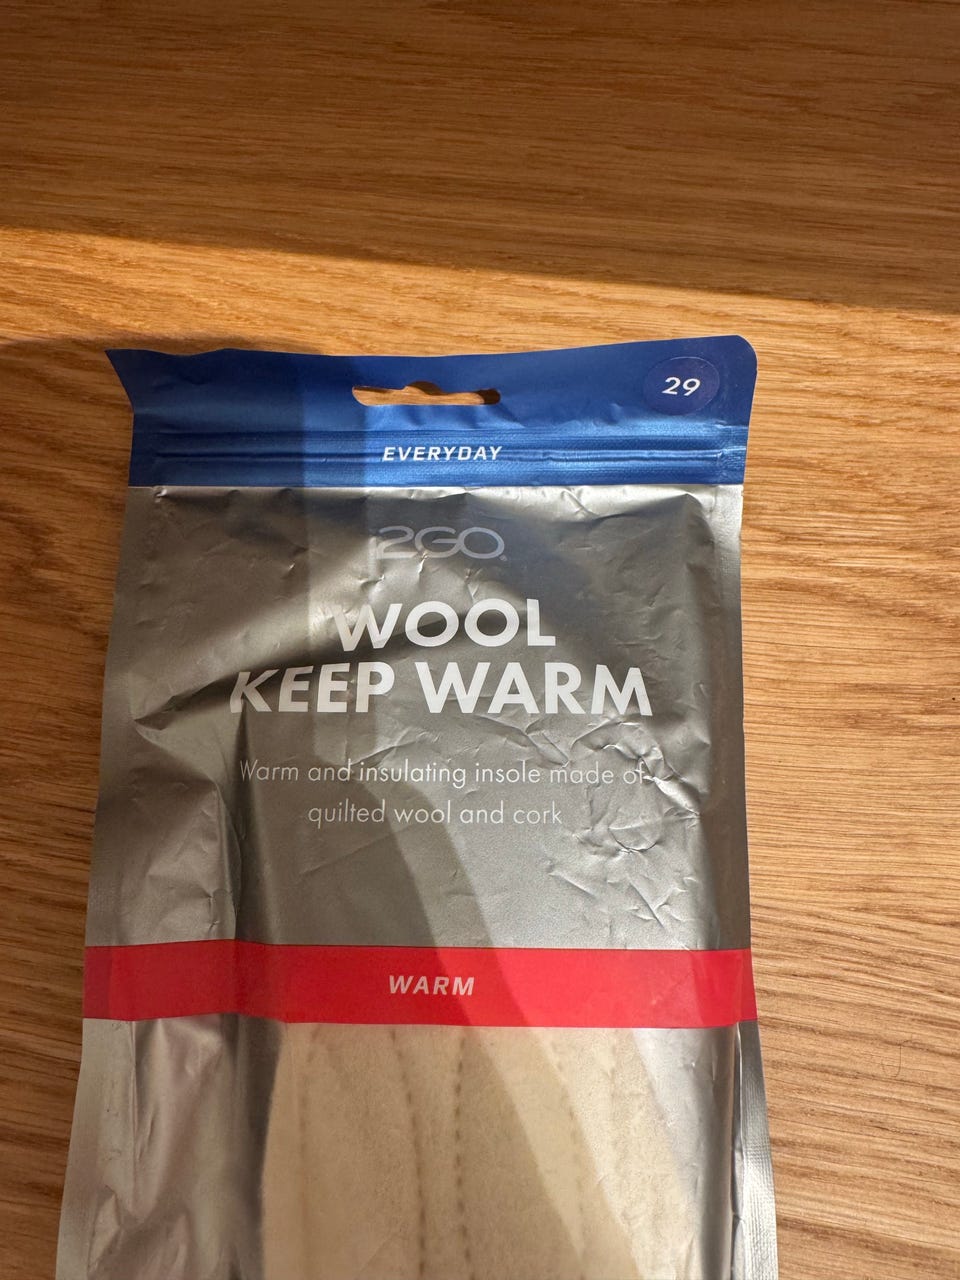 29
EVERYDAY
2GO
WOOL
KEEP WARM
Warm and insulating insole made of
quilted wool and cork
WARM